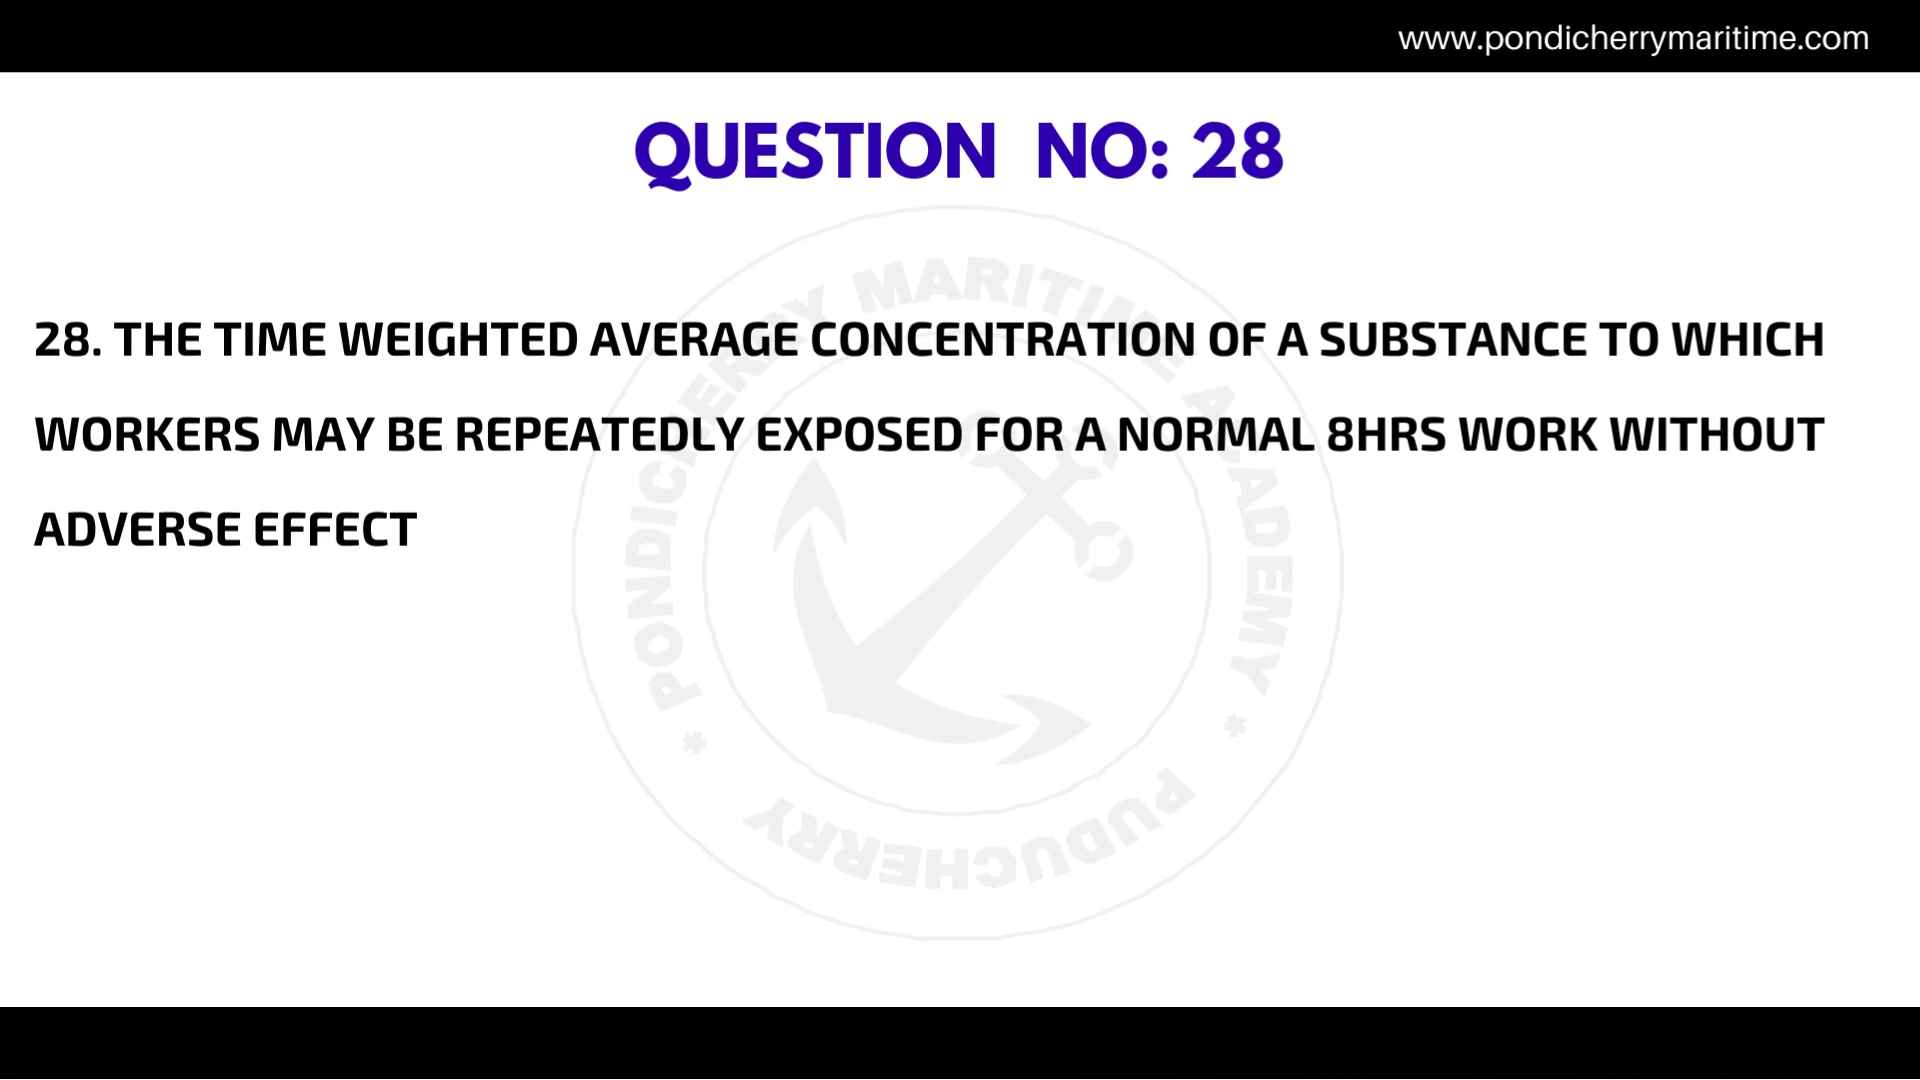 www.pondicherrymaritime.com
QUESTION NO: 28
28. THE TIME WEIGHTED AVERAGE CONCENTRATION OF A SUBSTANCE TO WHICH
WORKERS MAY BE REPEATEDLY EXPOSED FOR A NORMAL 8HRS WORK WITHOUT
ADVERSE EFFECT
* PONDICHERRY MARITIME ACADEMY *
PUDUCHERRY